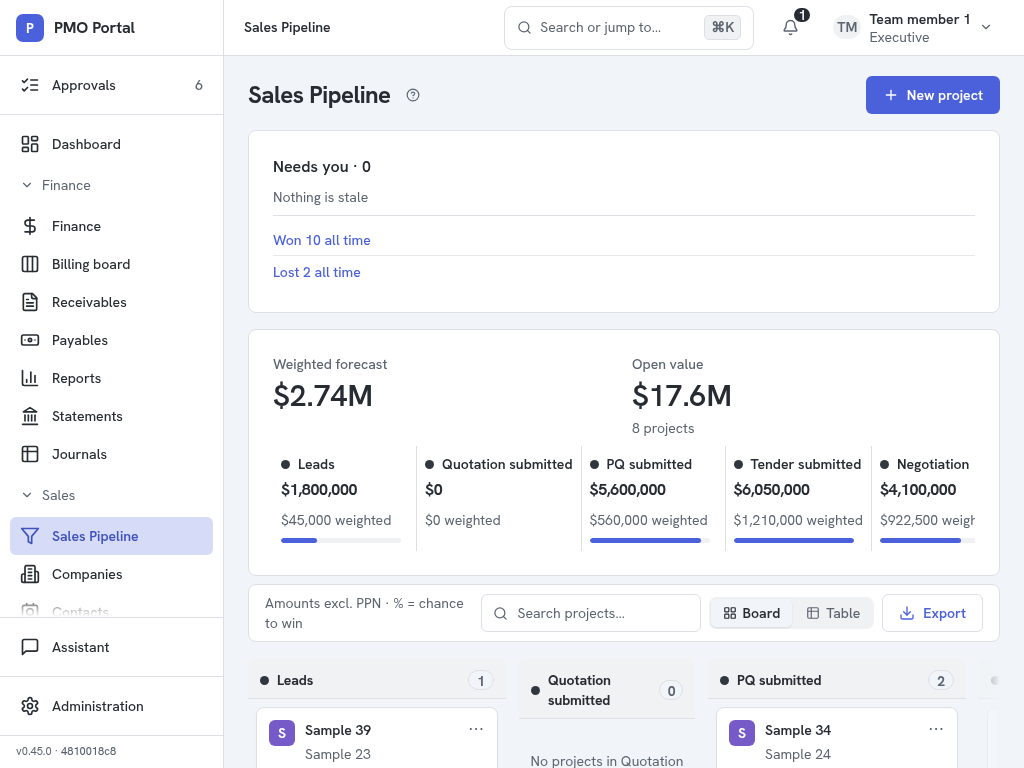 P PMO Portal
Approvals 6
Dashboard
Finance
Finance
Billing board
Receivables
Payables
Reports
Statements
Journals
Sales
Sales Pipeline
Companies
Contacts
Assistant
Administration
v0.45.0 · 4810018c8
Sales Pipeline
Search or jump to... ⌘K
1
TM
Team member 1
Executive
Sales Pipeline
New project
Needs you · 0
Nothing is stale
Won 10 all time
Lost 2 all time
Weighted forecast
$2.74M
Open value
$17.6M
8 projects
Leads
$1,800,000
$45,000 weighted
Quotation submitted
$0
$0 weighted
PQ submitted
$5,600,000
$560,000 weighted
Tender submitted
$6,050,000
$1,210,000 weighted
Negotiation
$4,100,000
$922,500 weigh
Amounts excl. PPN · % = chance
to win
Search projects...
Board
Table
Export
Leads 1
S Sample 39 ...
Sample 23
Quotation
submitted 0
No projects in Quotation
PQ submitted 2
S Sample 34 ...
Sample 24